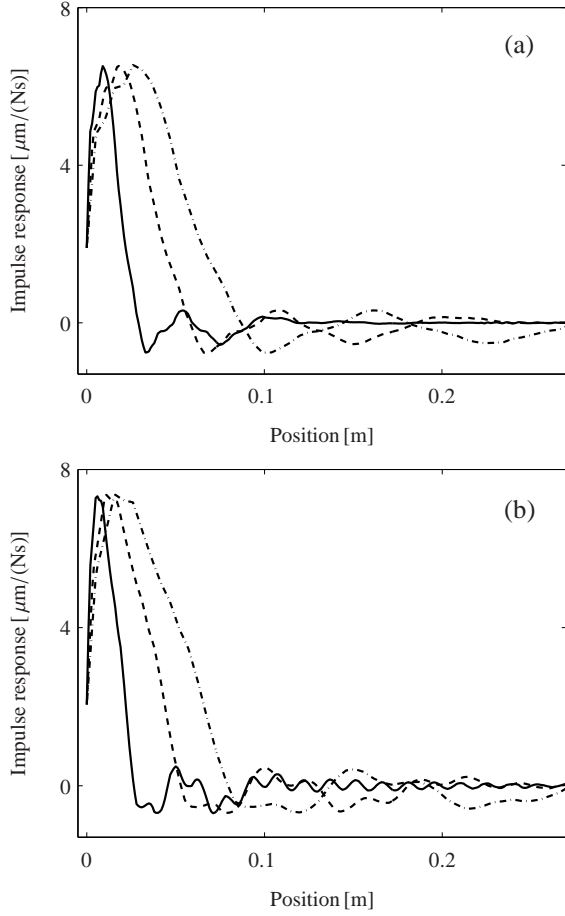 (a)
Impulse response [ μm/(Ns)]
8
4
0
0
0.1
0.2
Position [m]
(b)
Impulse response [ μm/(Ns)]
8
4
0
0
0.1
0.2
Position [m]